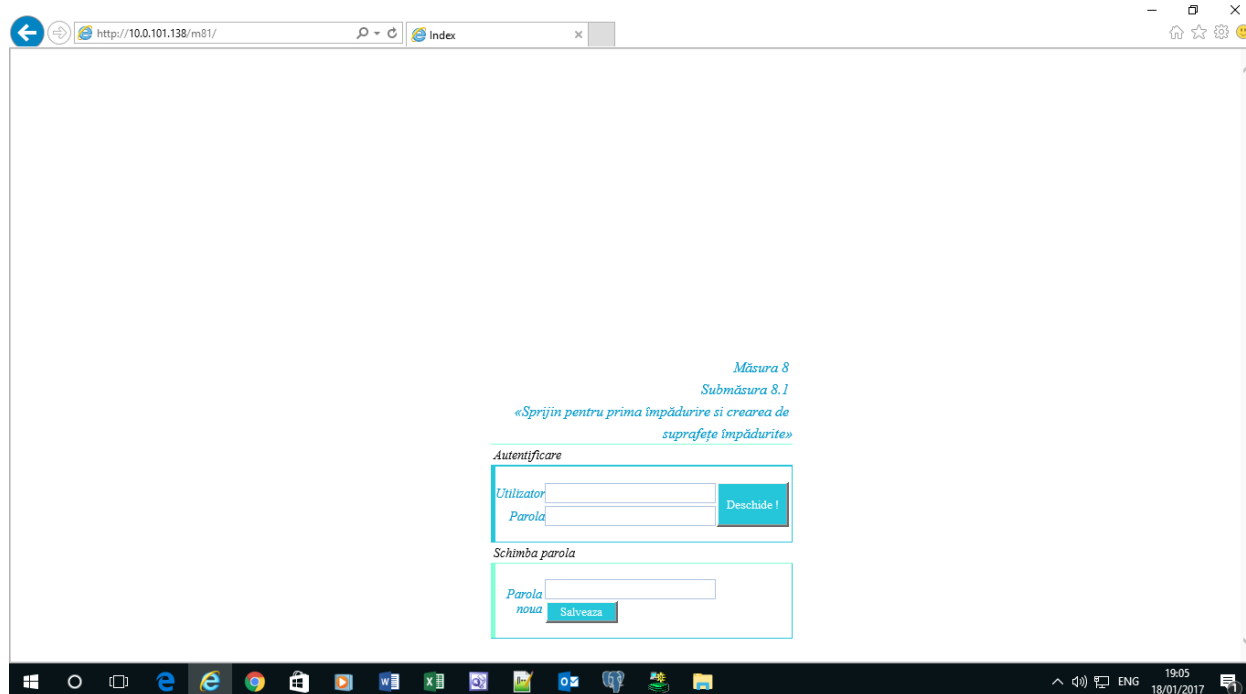 http://10.0.101.138/m81/
Index
Măsura 8
Submăsura 8.1
«Sprijin pentru prima împădurire si crearea de
suprafețe împădurite»
Autentificare
Utilizator
Parola
Deschide !
Schimba parola
Parola
noua
Salveaza
ENG
19:05
18/01/2017
1